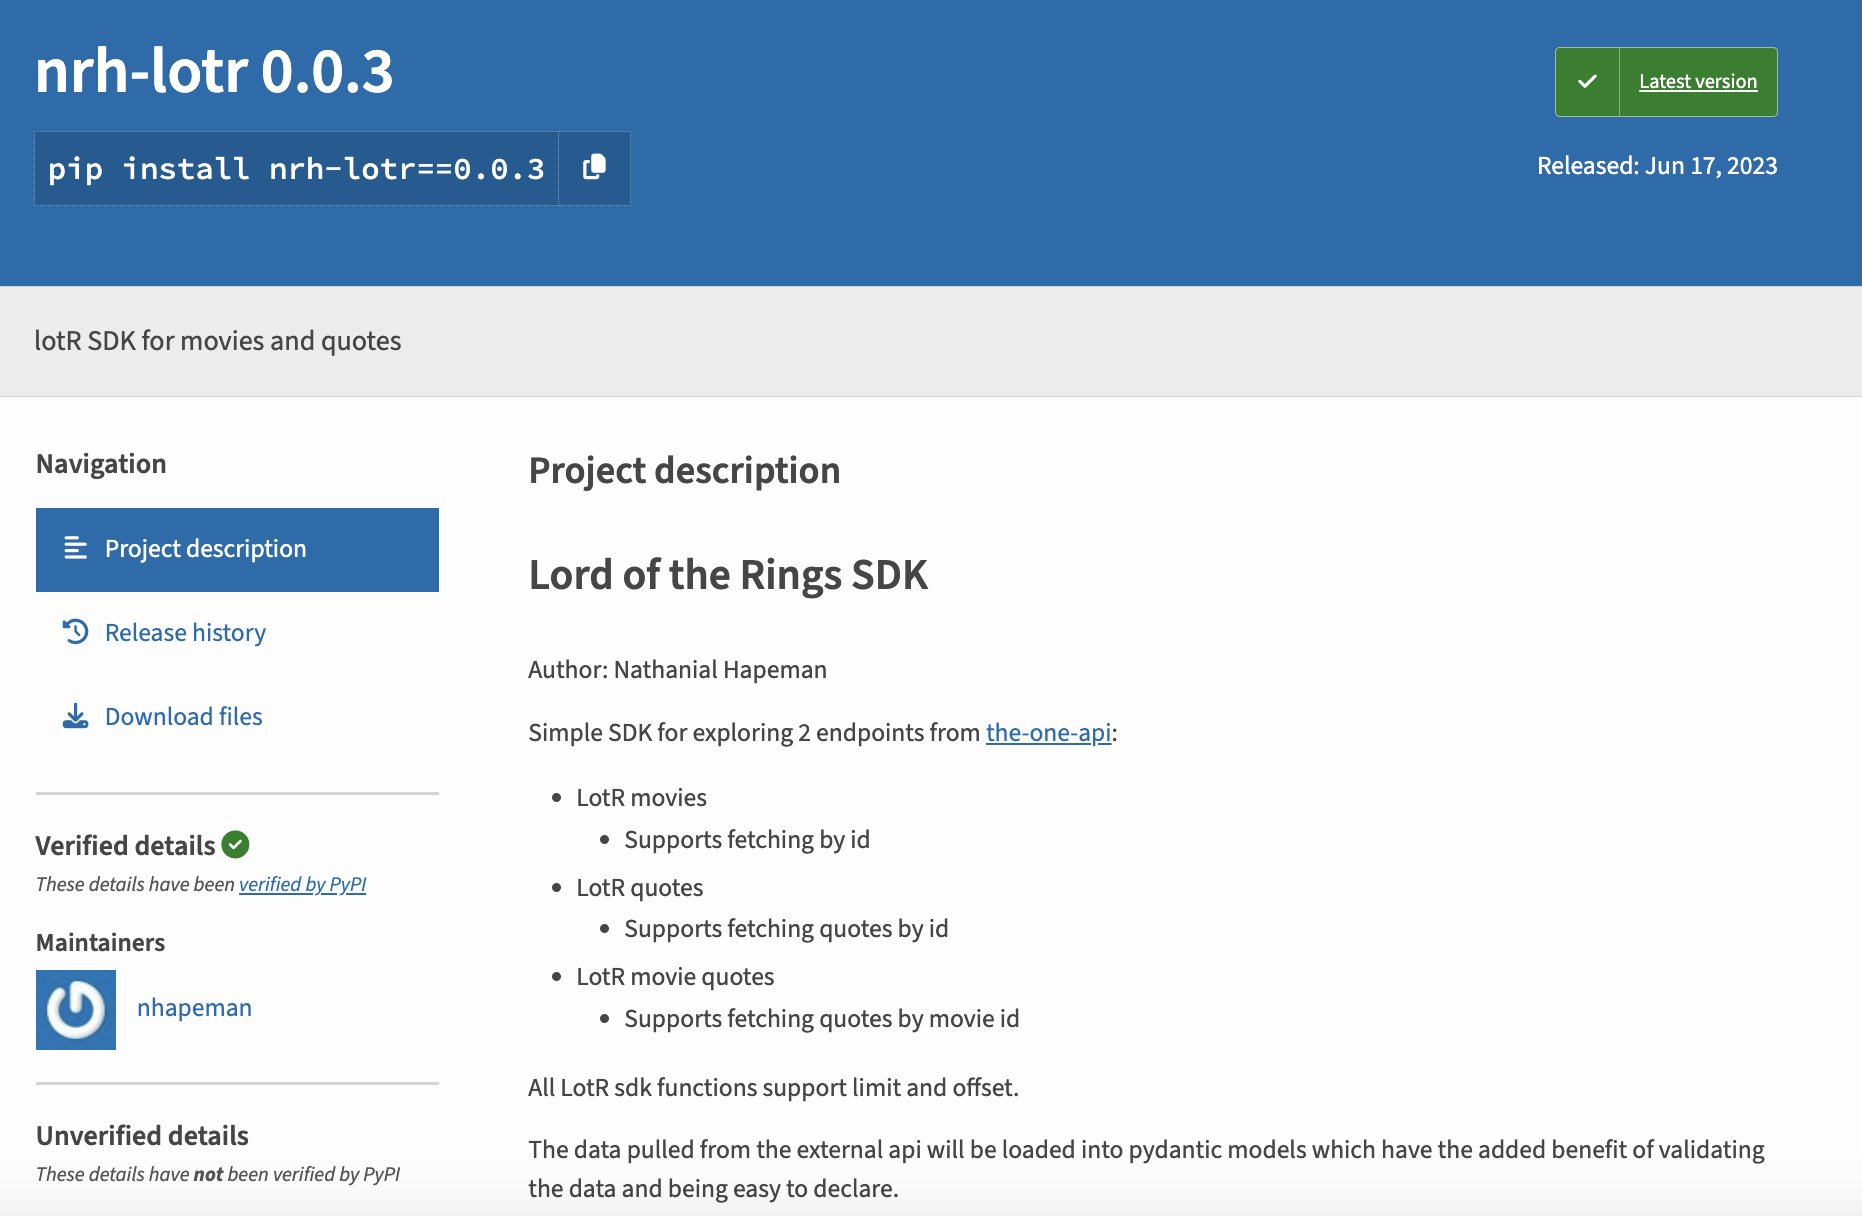 nrh-lotr 0.0.3
pip install nrh-lotr==0.0.3
Latest version
Released: Jun 17, 2023
lotR SDK for movies and quotes
Navigation
Project description
Release history
Download files
Verified details
These details have been verified by PyPI
Maintainers
nhapeman
Unverified details
These details have not been verified by PyPI
Project description
Lord of the Rings SDK
Author: Nathanial Hapeman
Simple SDK for exploring 2 endpoints from the-one-api:
• LotR movies
• Supports fetching by id
• LotR quotes
• Supports fetching quotes by id
• LotR movie quotes
• Supports fetching quotes by movie id
All LotR sdk functions support limit and offset.
The data pulled from the external api will be loaded into pydantic models which have the added benefit of validating
the data and being easy to declare.